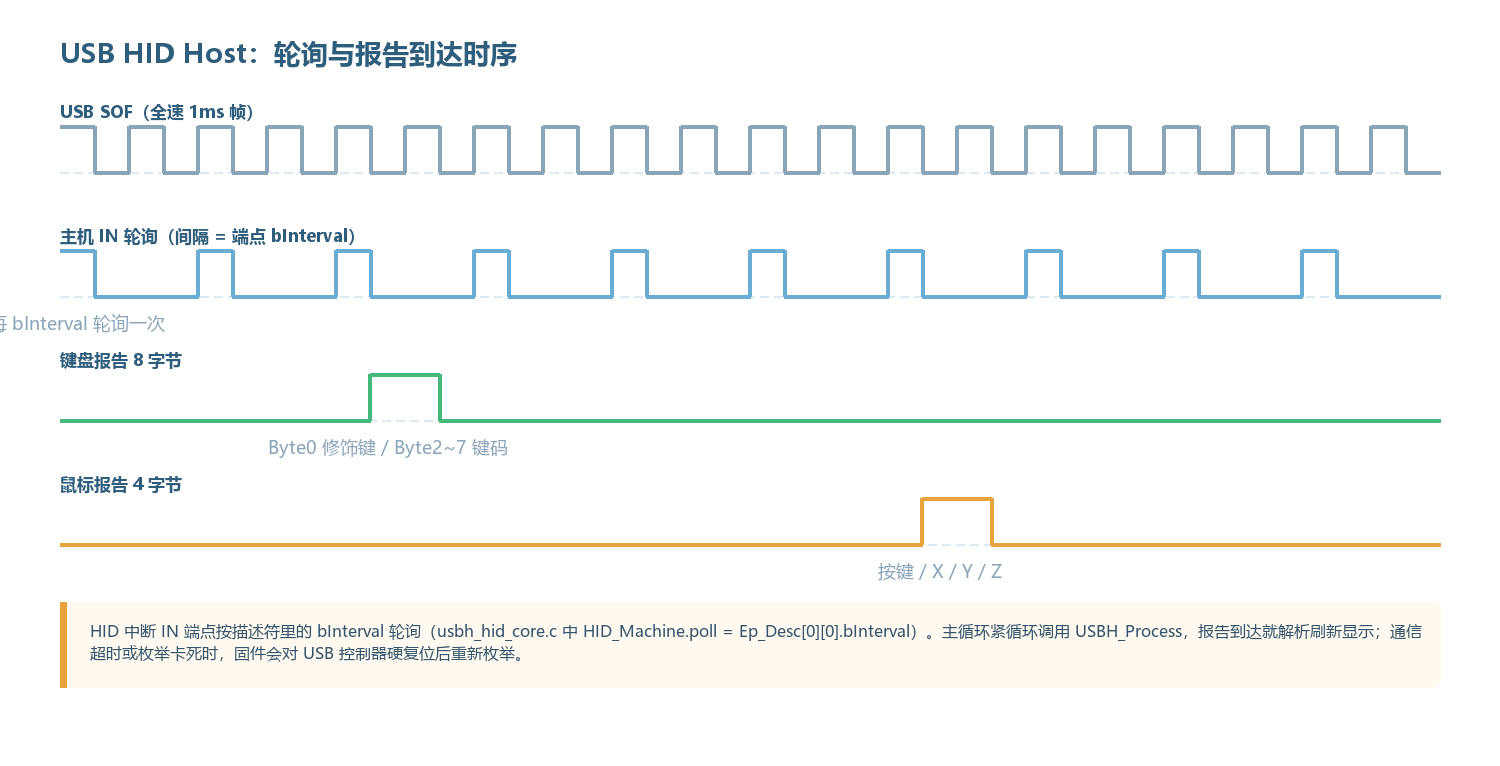 USB HID Host：轮询与报告到达时序
USB SOF（全速 1ms 帧）
主机 IN 轮询（间隔 = 端点 bInterval）
每 bInterval 轮询一次
键盘报告 8 字节
Byte0 修饰键 / Byte2~7 键码
鼠标报告 4 字节
按键 / X / Y / Z
HID 中断 IN 端点按描述符里的 bInterval 轮询（usbh_hid_core.c 中 HID_Machine.poll = Ep_Desc[0][0].bInterval）。主循环紧循环调用 USBH_Process，报告到达就解析刷新显示；通信
超时或枚举卡死时，固件会对 USB 控制器硬复位后重新枚举。